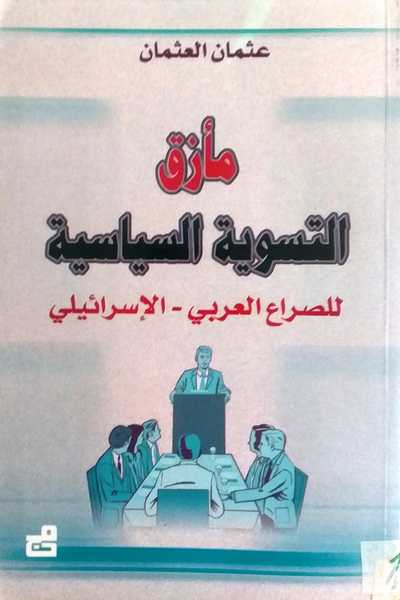 عثمان العثمان
مأزق
التسوية السياسية
للصراع العربي - الإسرائيلي